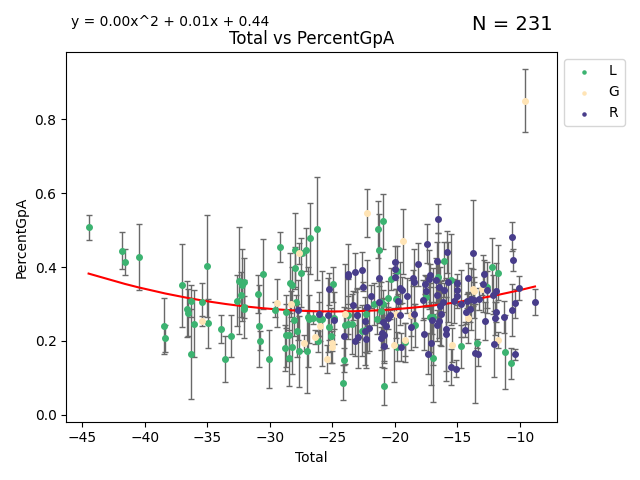 y = 0.00x^2 + 0.01x + 0.44
N = 231
Total vs PercentGpA
L
G
R
PercentGpA
0.8
0.6
0.4
0.2
0.0
−45 −40 −35 −30 −25 −20 −15 −10
Total